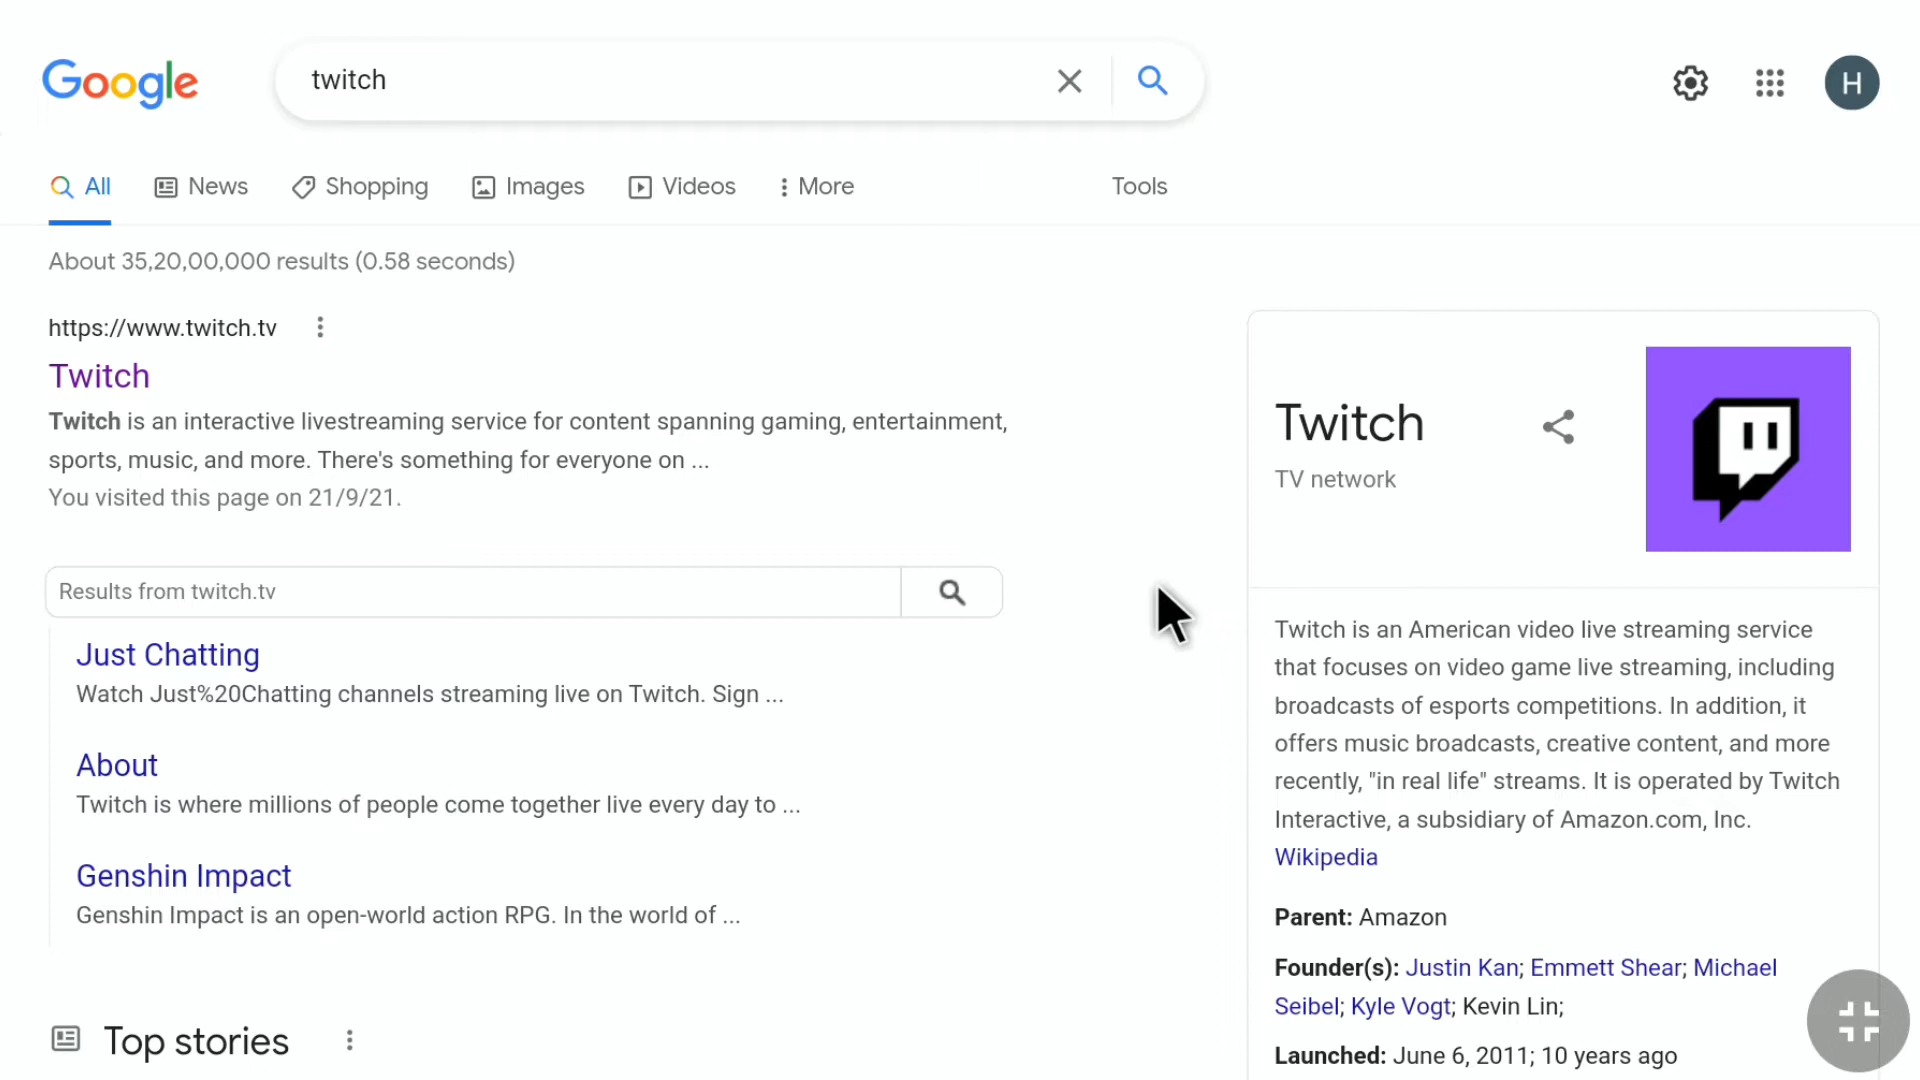 Google
twitch
H
All
News
Shopping
Images
Videos
More
Tools
About 35,20,00,000 results (0.58 seconds)
https://www.twitch.tv
Twitch
Twitch is an interactive livestreaming service for content spanning gaming, entertainment,
sports, music, and more. There's something for everyone on ...
You visited this page on 21/9/21.
Results from twitch.tv
Just Chatting
Watch Just%20Chatting channels streaming live on Twitch. Sign ...
About
Twitch is where millions of people come together live every day to ...
Genshin Impact
Genshin Impact is an open-world action RPG. In the world of ...
Top stories
Twitch
TV network
Twitch is an American video live streaming service
that focuses on video game live streaming, including
broadcasts of esports competitions. In addition, it
offers music broadcasts, creative content, and more
recently, "in real life" streams. It is operated by Twitch
Interactive, a subsidiary of Amazon.com, Inc.
Wikipedia
Parent: Amazon
Founder(s): Justin Kan; Emmett Shear; Michael
Seibel; Kyle Vogt; Kevin Lin;
Launched: June 6, 2011; 10 years ago